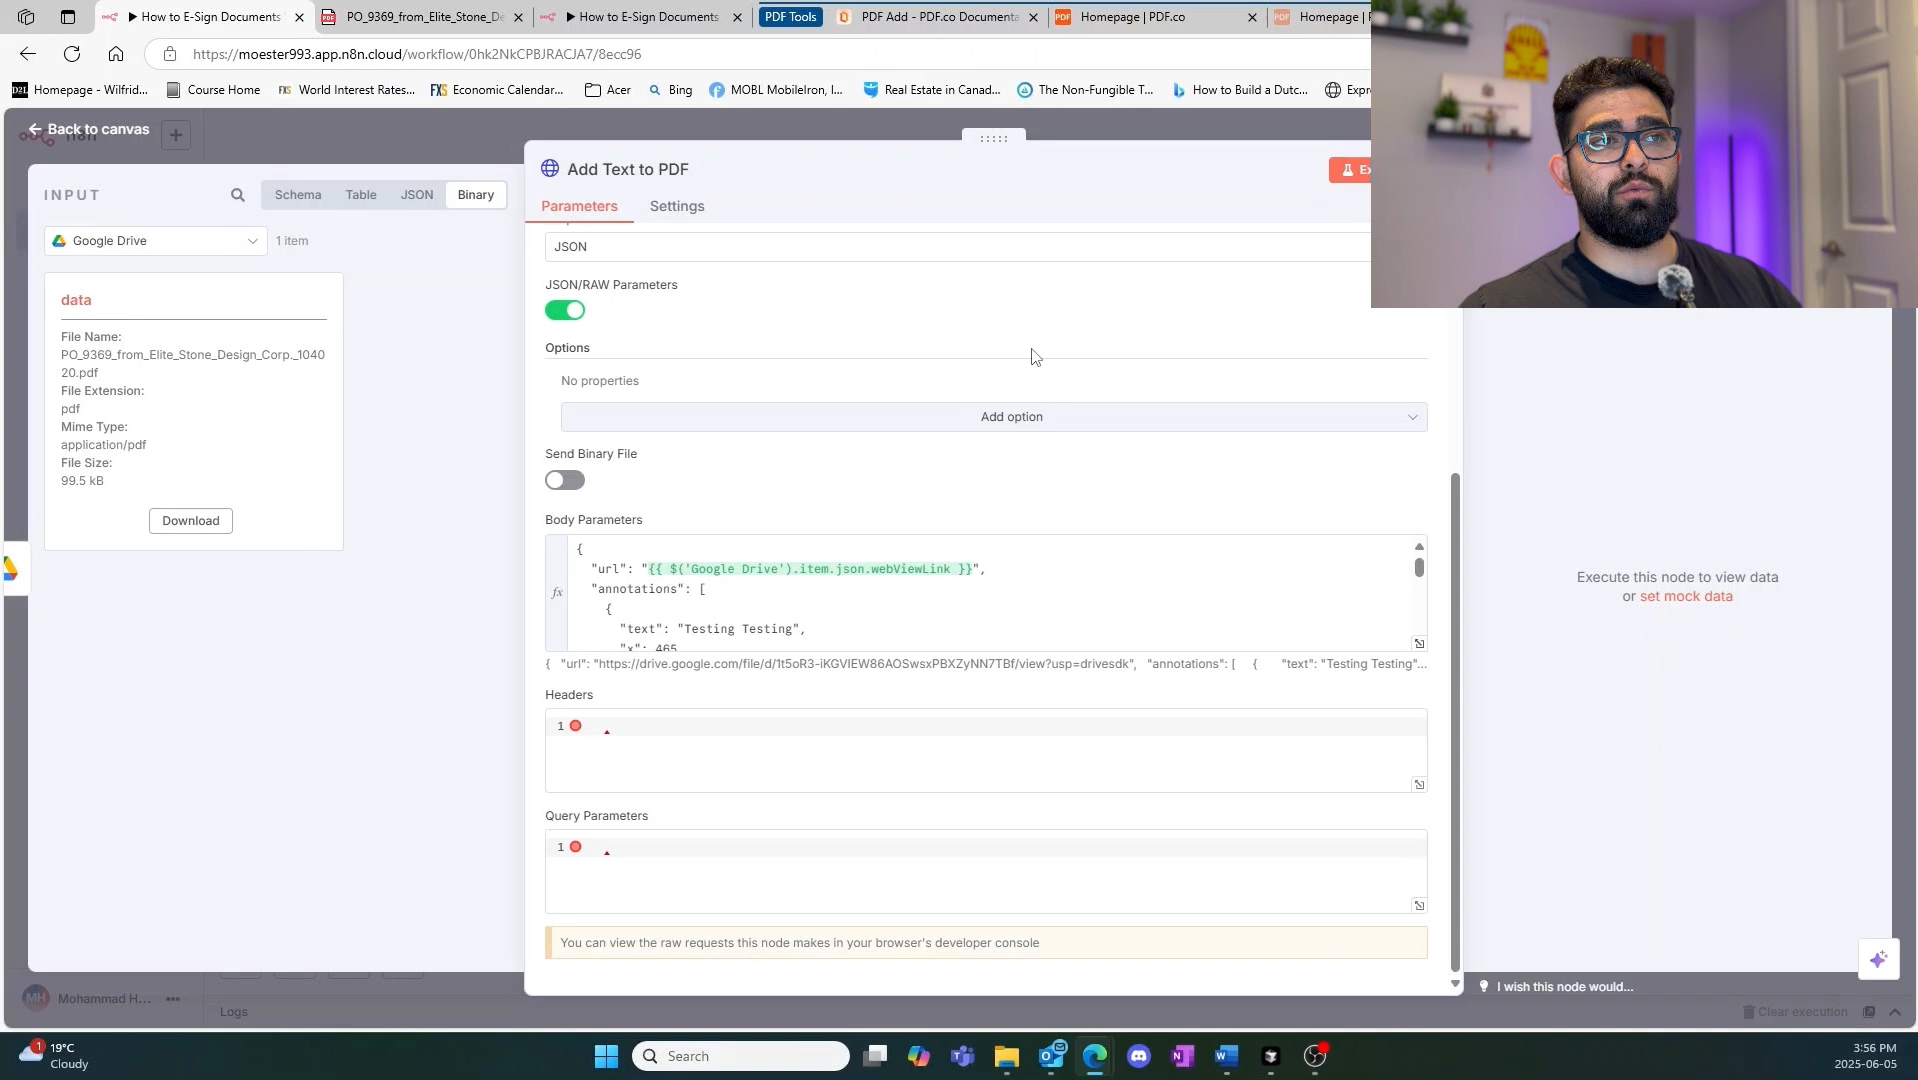 ▶ How to E-Sign Documents
PO_9369_from_Elite_Stone_De
▶ How to E-Sign Documents
PDF Tools
PDF Add - PDF.co Documenta
PDF
Homepage | PDF.co
PDF
Homepage |
https://moester993.app.n8n.cloud/workflow/0hk2NkCPBJRACJA7/8ecc96
D2L Homepage - Wilfrid...
Course Home
FXS World Interest Rates...
FXS Economic Calendar...
Acer
Bing
MOBL MobileIron, I...
Real Estate in Canad...
The Non-Fungible T...
How to Build a Dutc...
Back to canvas
INPUT
Schema
Table
JSON
Binary
Google Drive
1 item
data
File Name:
PO_9369_from_Elite_Stone_Design_Corp._1040
20.pdf
File Extension:
pdf
Mime Type:
application/pdf
File Size:
99.5 kB
Download
Add Text to PDF
Parameters
Settings
JSON
JSON/RAW Parameters
Options
No properties
Add option
Send Binary File
Body Parameters
fx
{
"url": "{{ $('Google Drive').item.json.webViewLink }}",
"annotations": [
{
"text": "Testing Testing",
"x": 465
{ "url": "https://drive.google.com/file/d/1t5oR3-iKGVIEW86AOSwsxPBXZyNN7TBf/view?usp=drivesdk", "annotations": [ { "text": "Testing Testing"...
Headers
1
Query Parameters
1
You can view the raw requests this node makes in your browser's developer console
Execute this node to view data
or set mock data
I wish this node would...
MH Mohammad H...
Logs
Clear execution
1
19°C
Cloudy
Search
3:56 PM
2025-06-05